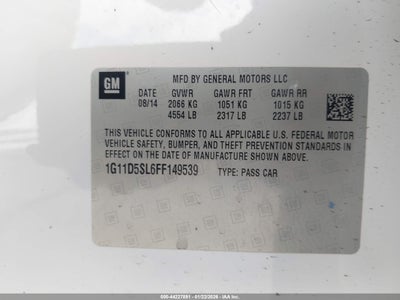 GM
MFD BY GENERAL MOTORS LLC
DATE GVWR GAWR FRT GAWR RR
08/14 2066 KG 1051 KG 1015 KG
4554 LB 2317 LB 2237 LB
THIS VEHICLE CONFORMS TO ALL APPLICABLE U.S. FEDERAL MOTOR
VEHICLE SAFETY, BUMPER, AND THEFT PREVENTION STANDARDS
IN EFFECT ON THE DATE OF MANUFACTURE SHOWN ABOVE.
1G11D5SL6FF149539 TYPE: PASS CAR